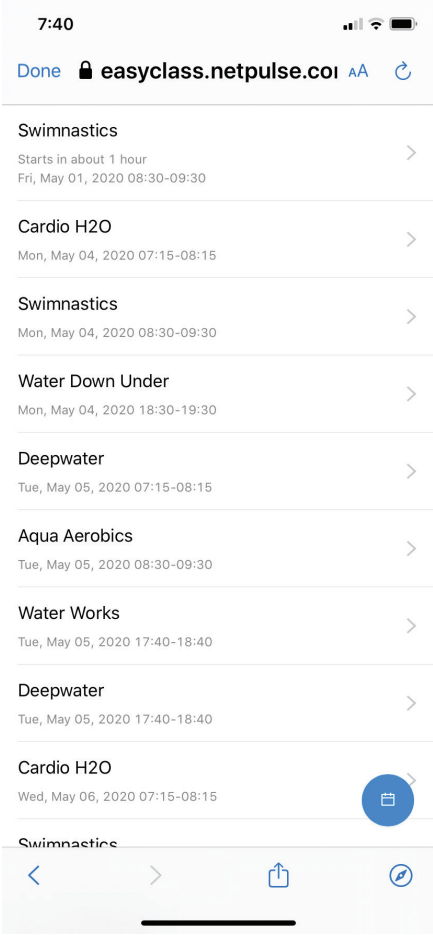 7:40
Done easyclass.netpulse.co AA
Swimnastics
Starts in about 1 hour
Fri, May 01, 2020 08:30-09:30
Cardio H2O
Mon, May 04, 2020 07:15-08:15
Swimnastics
Mon, May 04, 2020 08:30-09:30
Water Down Under
Mon, May 04, 2020 18:30-19:30
Deepwater
Tue, May 05, 2020 07:15-08:15
Aqua Aerobics
Tue, May 05, 2020 08:30-09:30
Water Works
Tue, May 05, 2020 17:40-18:40
Deepwater
Tue, May 05, 2020 17:40-18:40
Cardio H2O
Wed, May 06, 2020 07:15-08:15
Swimnastics